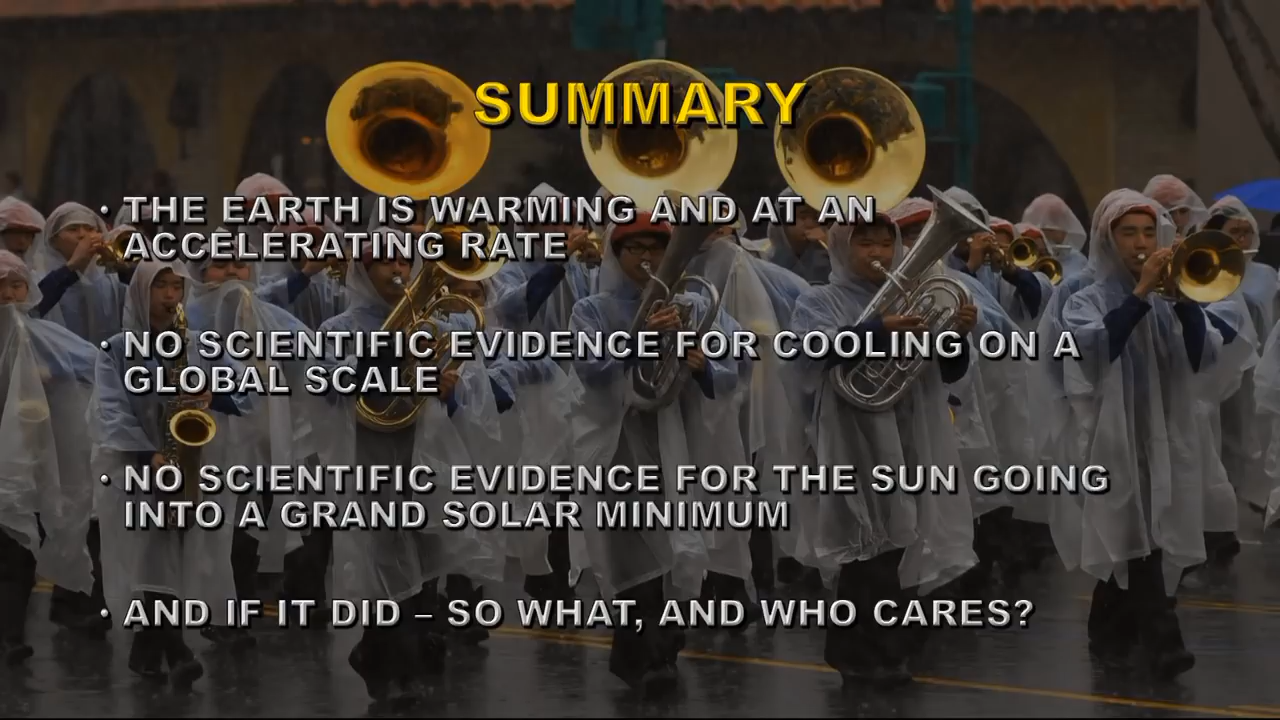 SUMMARY
• THE EARTH IS WARMING AND AT AN
ACCELERATING RATE
• NO SCIENTIFIC EVIDENCE FOR COOLING ON A
GLOBAL SCALE
• NO SCIENTIFIC EVIDENCE FOR THE SUN GOING
INTO A GRAND SOLAR MINIMUM
• AND IF IT DID – SO WHAT, AND WHO CARES?